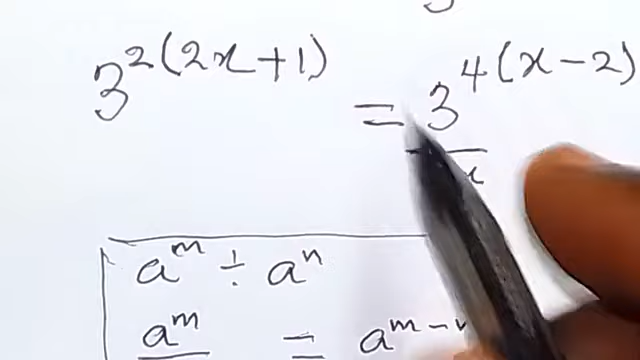 3^{2(2x+1)} = 3^{4(x-2)}
a^m ÷ a^n
a^m = a^{m-